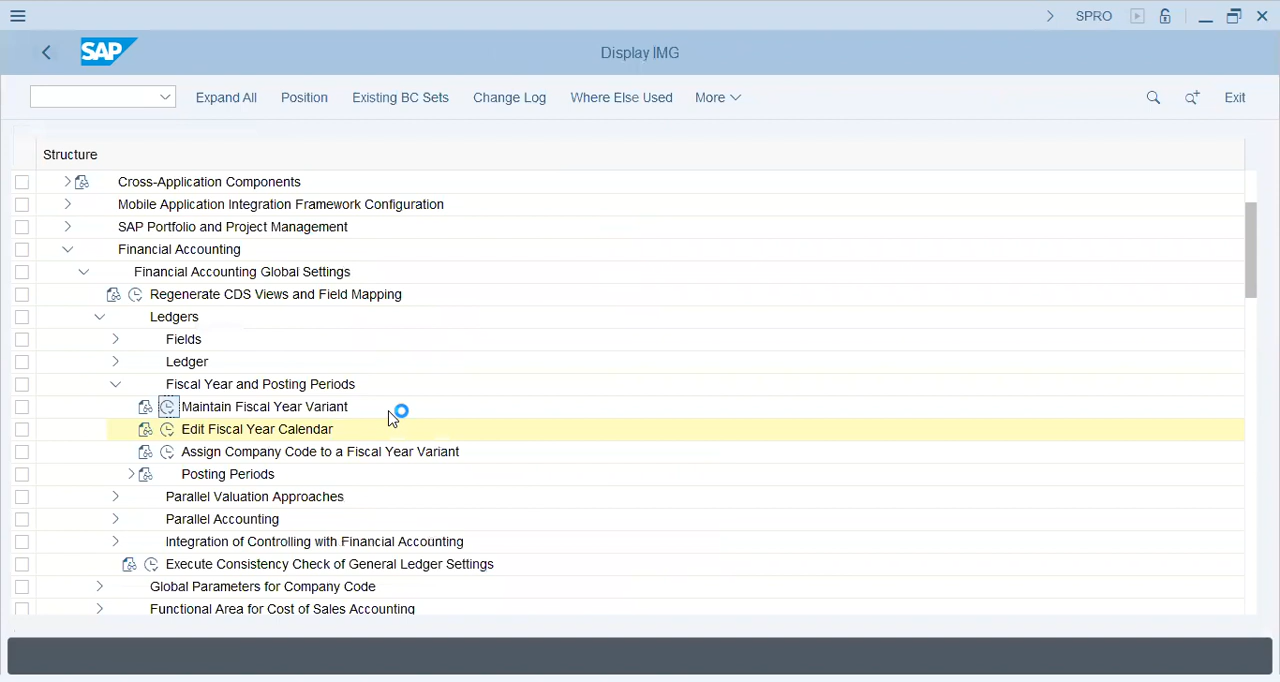 SPRO
SAP
Display IMG
Expand All Position Existing BC Sets Change Log Where Else Used More Exit
Structure
Cross-Application Components
Mobile Application Integration Framework Configuration
SAP Portfolio and Project Management
Financial Accounting
Financial Accounting Global Settings
Regenerate CDS Views and Field Mapping
Ledgers
Fields
Ledger
Fiscal Year and Posting Periods
Maintain Fiscal Year Variant
Edit Fiscal Year Calendar
Assign Company Code to a Fiscal Year Variant
Posting Periods
Parallel Valuation Approaches
Parallel Accounting
Integration of Controlling with Financial Accounting
Execute Consistency Check of General Ledger Settings
Global Parameters for Company Code
Functional Area for Cost of Sales Accounting